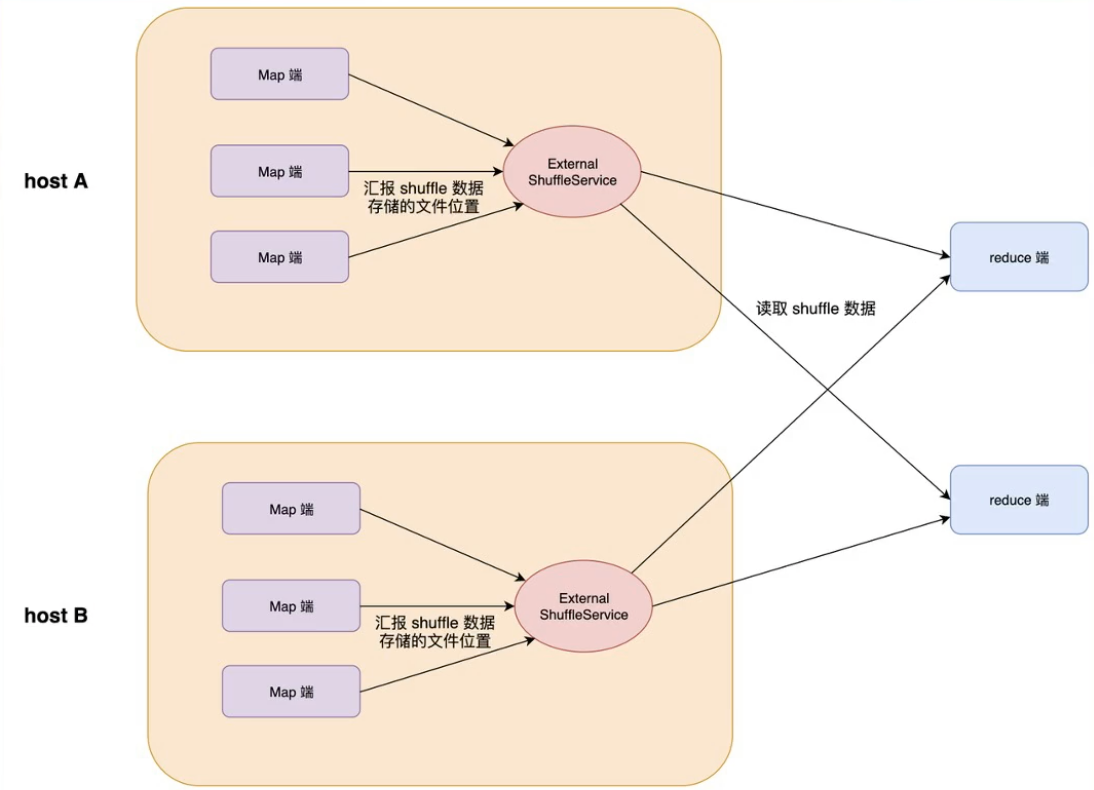 Map 端
host A
Map 端
汇报 shuffle 数据
存储的文件位置
Map 端
External
ShuffleService
reduce 端
读取 shuffle 数据
Map 端
host B
Map 端
汇报 shuffle 数据
存储的文件位置
Map 端
External
ShuffleService
reduce 端